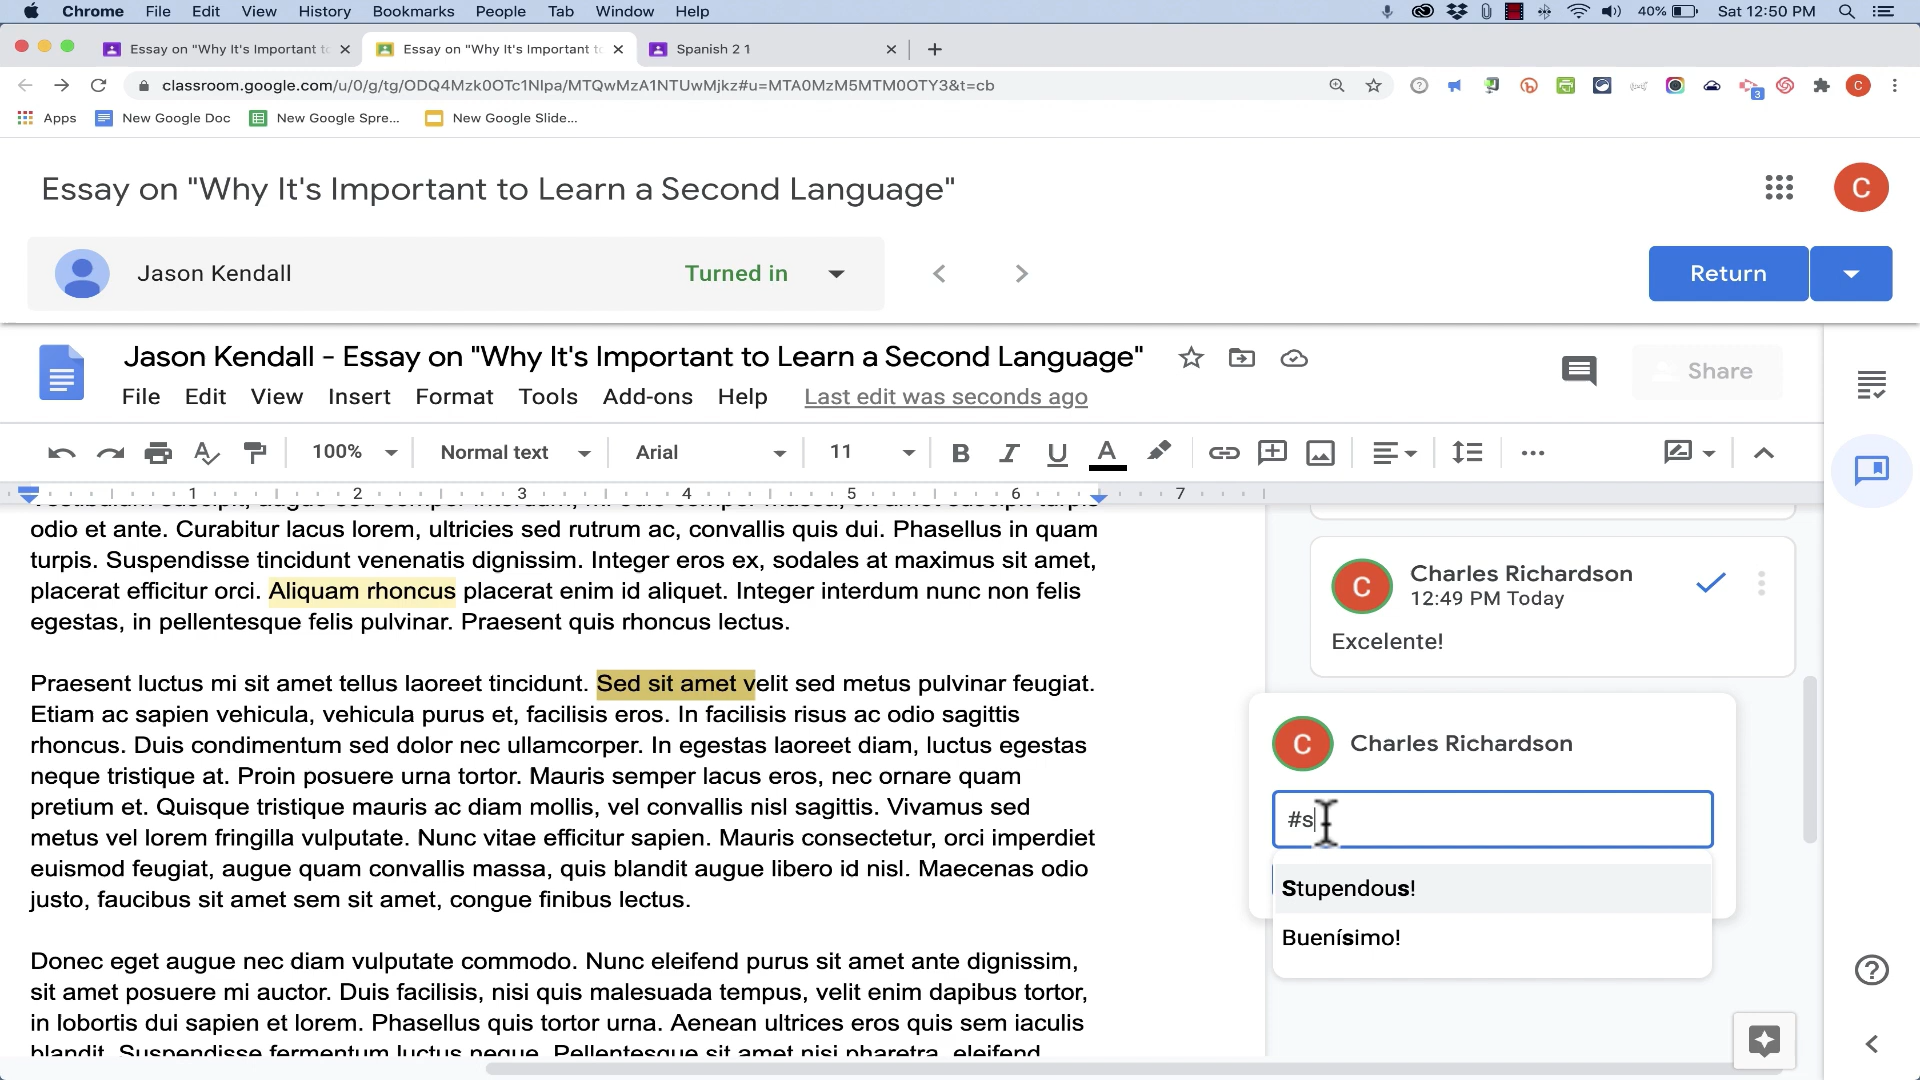 Chrome File Edit View History Bookmarks People Tab Window Help 40% Sat 12:50 PM
Essay on "Why It's Important to Essay on "Why It's Important to Spanish 2 1
classroom.google.com/u/0/g/tg/ODQ4Mzk0OTc1Nlpa/MTQwMzA1NTUwMjkz#u=MTA0MzM5MTM0OTY3&t=cb 3 C
Apps New Google Doc New Google Spre... New Google Slide...
Essay on "Why It's Important to Learn a Second Language" C
Jason Kendall Turned in Return
Jason Kendall - Essay on "Why It's Important to Learn a Second Language" Share
File Edit View Insert Format Tools Add-ons Help Last edit was seconds ago
100% Normal text Arial 11 B I U A
1 2 3 4 5 6 7
odio et ante. Curabitur lacus lorem, ultricies sed rutrum ac, convallis quis dui. Phasellus in quam
turpis. Suspendisse tincidunt venenatis dignissim. Integer eros ex, sodales at maximus sit amet,
placerat efficitur orci. Aliquam rhoncus placerat enim id aliquet. Integer interdum nunc non felis
egestas, in pellentesque felis pulvinar. Praesent quis rhoncus lectus.
Praesent luctus mi sit amet tellus laoreet tincidunt. Sed sit amet velit sed metus pulvinar feugiat.
Etiam ac sapien vehicula, vehicula purus et, facilisis eros. In facilisis risus ac odio sagittis
rhoncus. Duis condimentum sed dolor nec ullamcorper. In egestas laoreet diam, luctus egestas
neque tristique at. Proin posuere urna tortor. Mauris semper lacus eros, nec ornare quam
pretium et. Quisque tristique mauris ac diam mollis, vel convallis nisl sagittis. Vivamus sed
metus vel lorem fringilla vulputate. Nunc vitae efficitur sapien. Mauris consectetur, orci imperdiet
euismod feugiat, augue quam convallis massa, quis blandit augue libero id nisl. Maecenas odio
justo, faucibus sit amet sem sit amet, congue finibus lectus.
Donec eget augue nec diam vulputate commodo. Nunc eleifend purus sit amet ante dignissim,
sit amet posuere mi auctor. Duis facilisis, nisi quis malesuada tempus, velit enim dapibus tortor,
in lobortis dui sapien et lorem. Phasellus quis tortor urna. Aenean ultrices eros quis sem iaculis
blandit. Suspendisse fermentum luctus neque. Pellentesque sit amet nisi pharetra, eleifend
C Charles Richardson
12:49 PM Today
Excelente!
C Charles Richardson
#s
Stupendous!
Buenísimo!